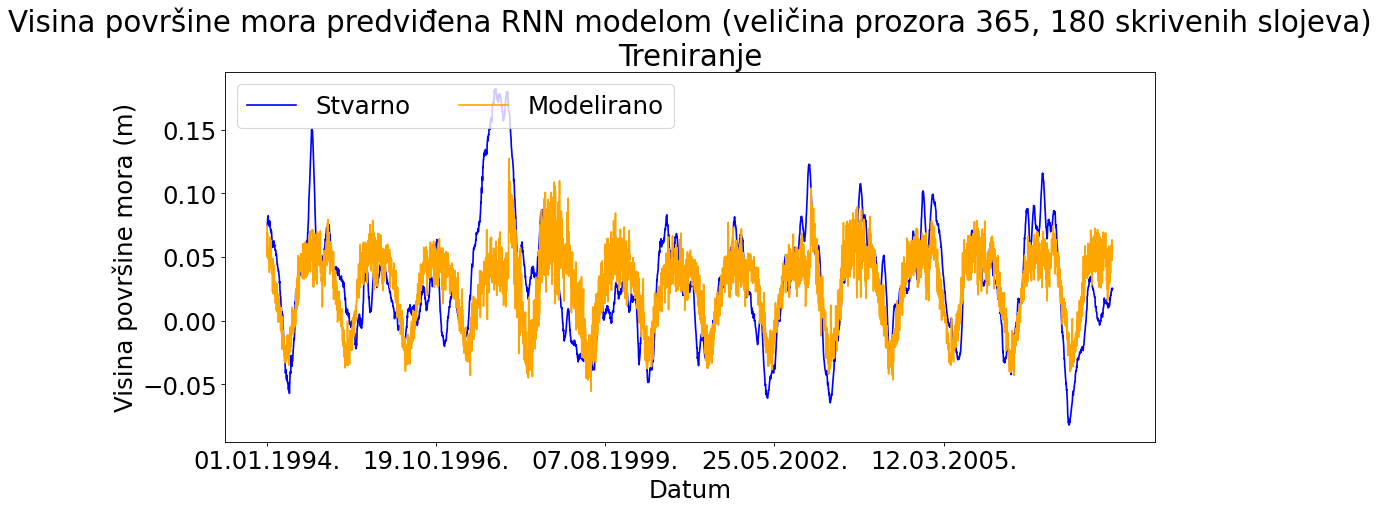 Visina površine mora predviđena RNN modelom (veličina prozora 365, 180 skrivenih slojeva)
Treniranje
Stvarno Modelirano
Visina površine mora (m)
0.15
0.10
0.05
0.00
−0.05
01.01.1994. 19.10.1996. 07.08.1999. 25.05.2002. 12.03.2005.
Datum